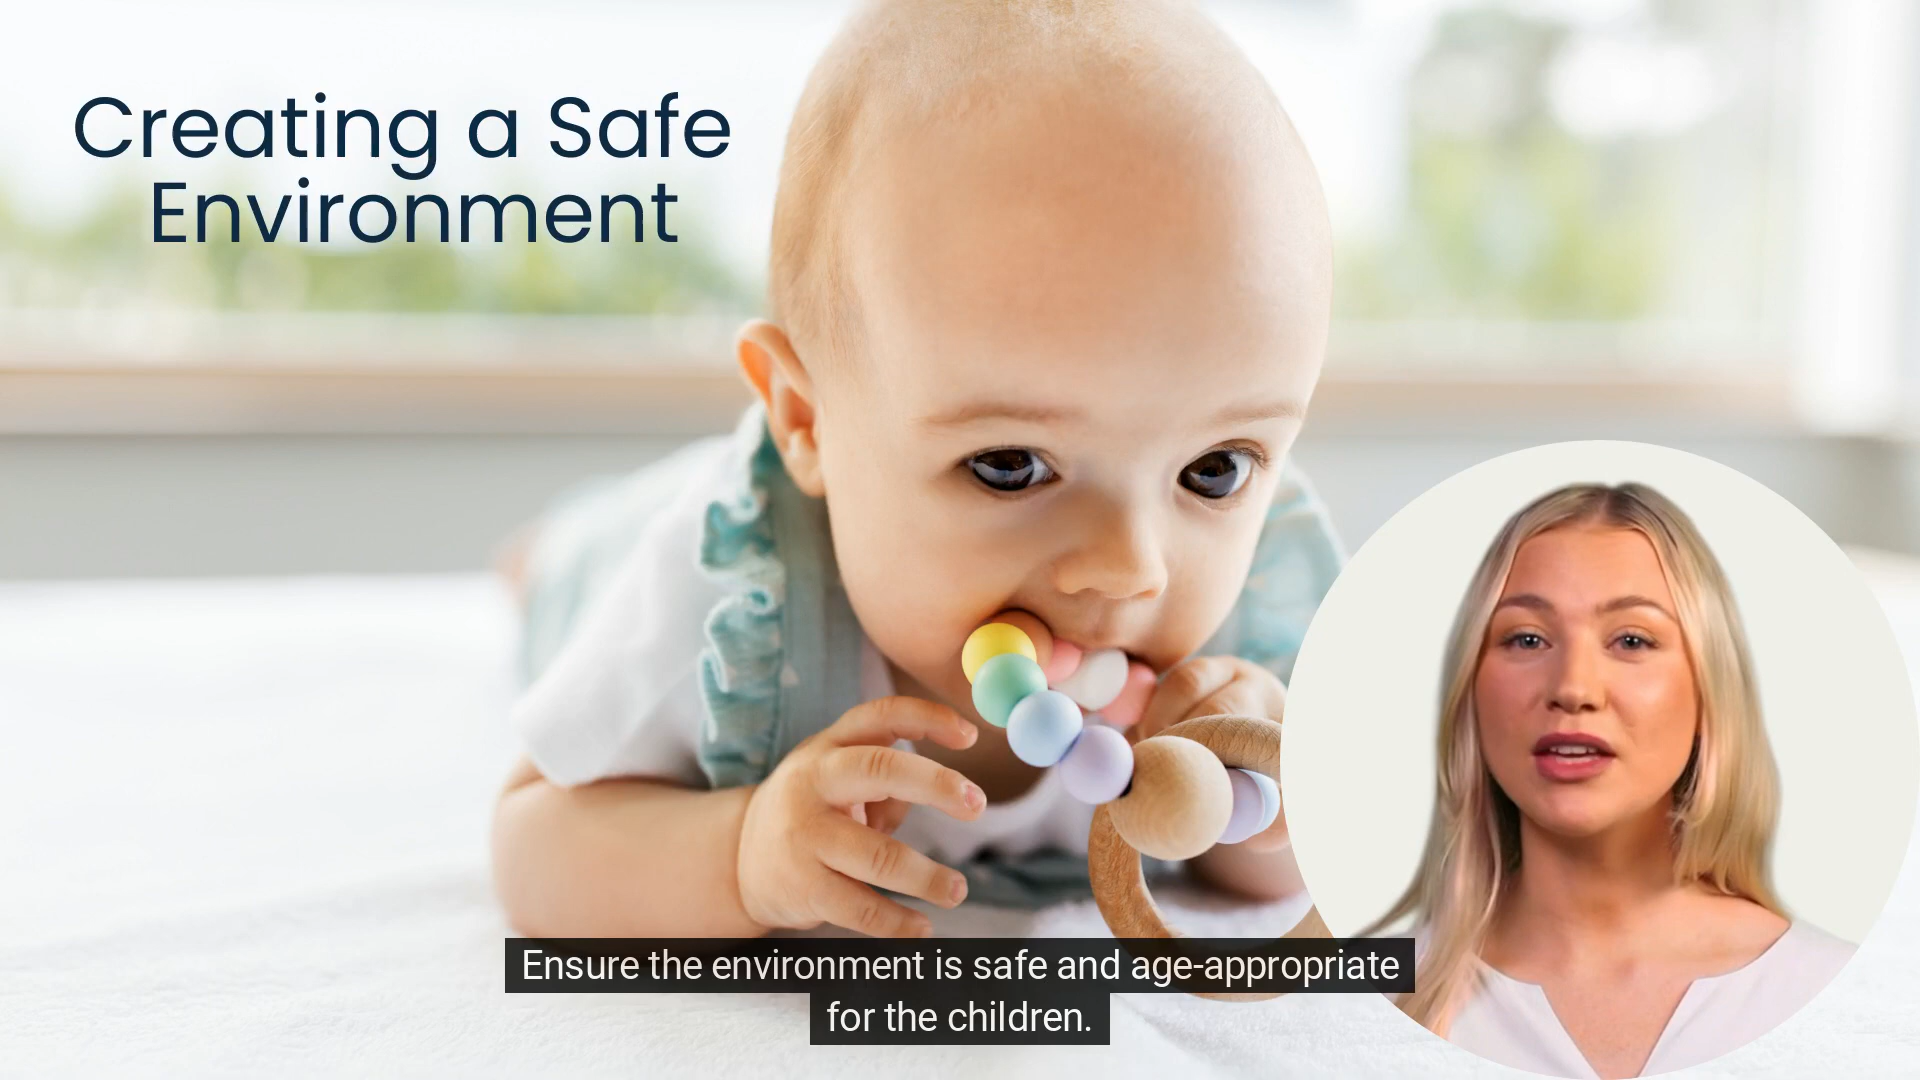 Creating a Safe
Environment
Ensure the environment is safe and age-appropriate
for the children.